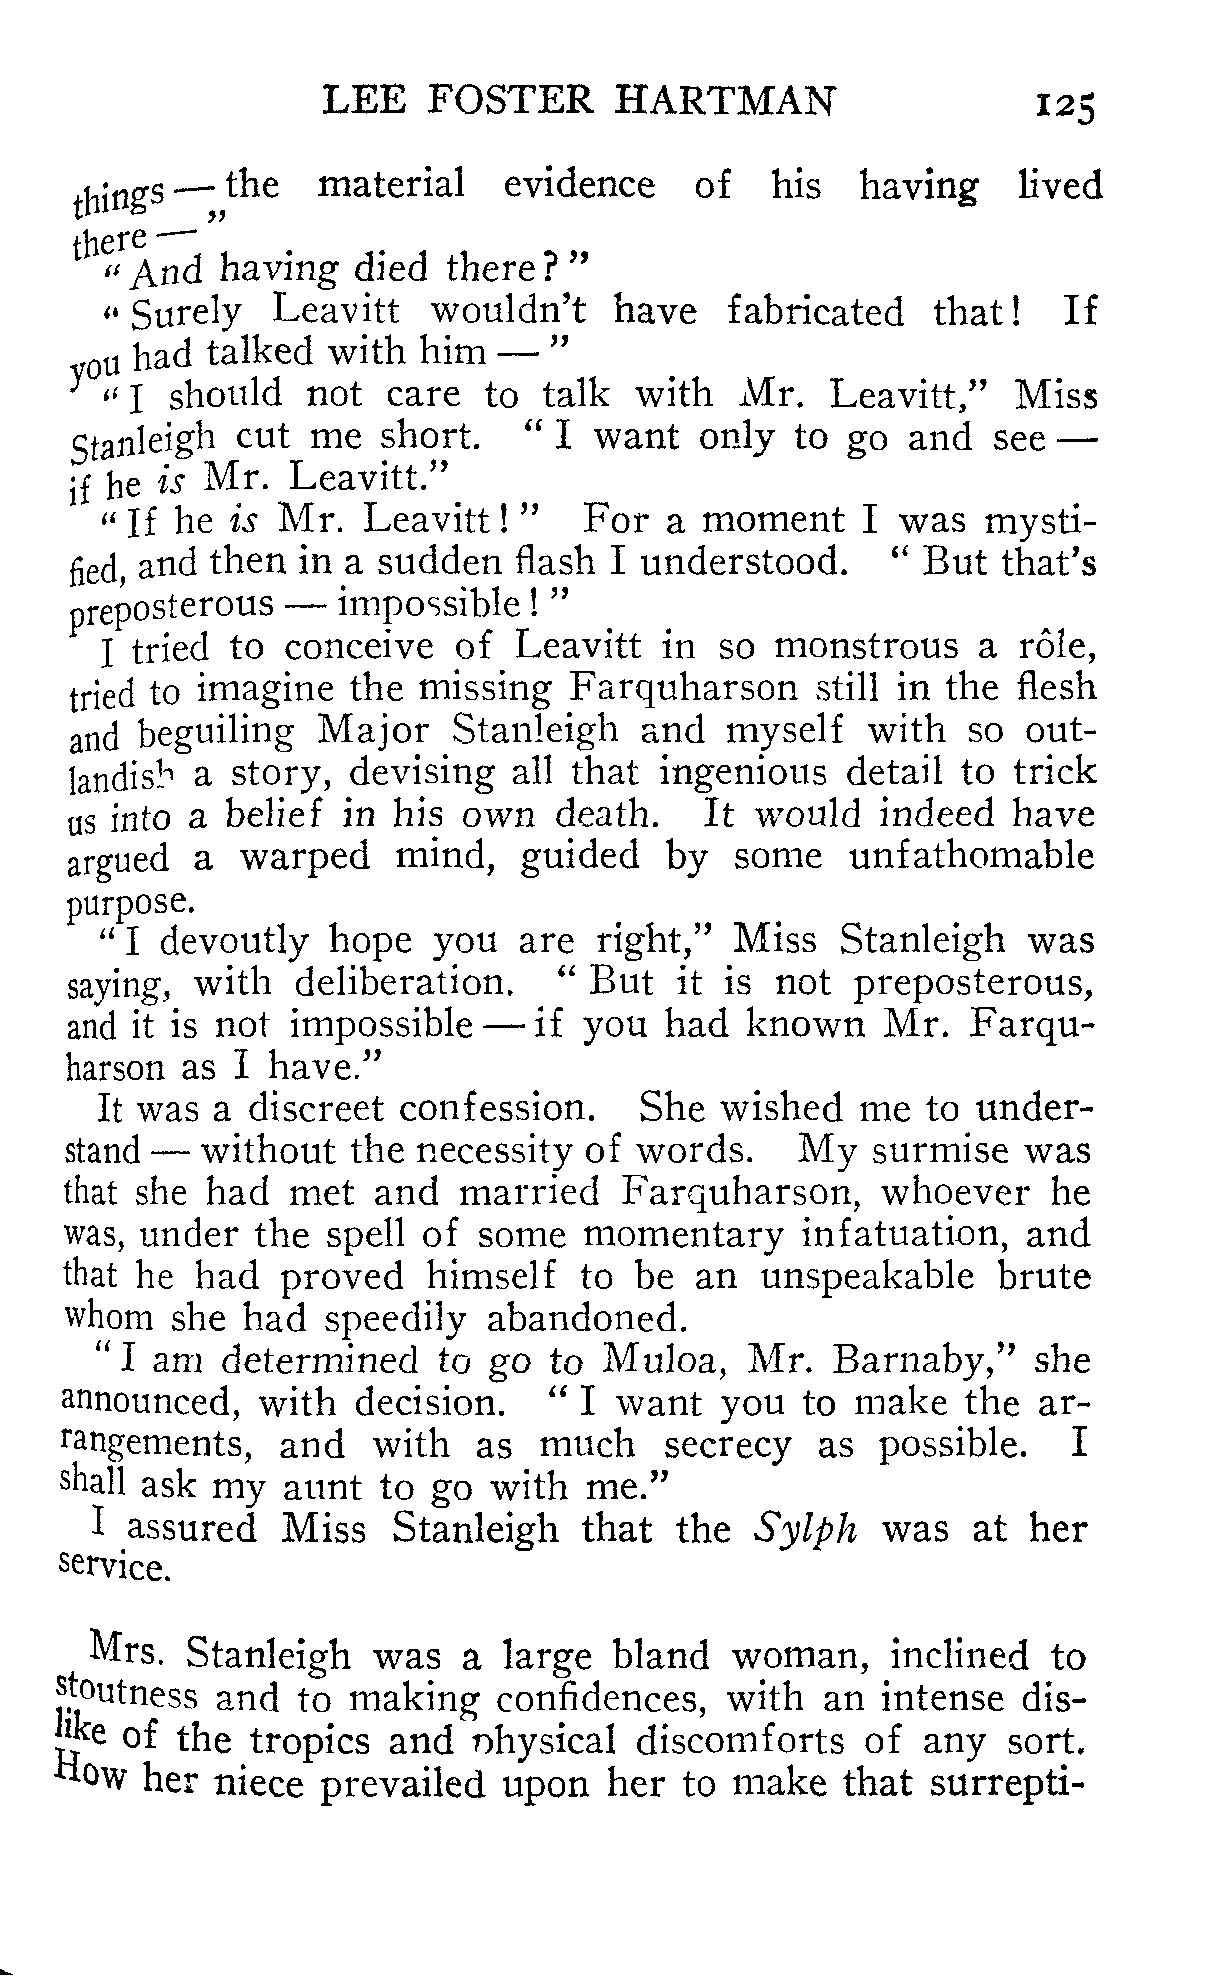 LEE FOSTER HARTMAN 125
things — the material evidence of his having lived
there — ”
“ And having died there? ”
“ Surely Leavitt wouldn’t have fabricated that! If
you had talked with him — ”
“ I should not care to talk with Mr. Leavitt,” Miss
Stanleigh cut me short. “ I want only to go and see —
if he is Mr. Leavitt.”
“ If he is Mr. Leavitt! ” For a moment I was mysti-
fied, and then in a sudden flash I understood. “ But that’s
preposterous — impossible! ”
I tried to conceive of Leavitt in so monstrous a rôle,
tried to imagine the missing Farquharson still in the flesh
and beguiling Major Stanleigh and myself with so out-
landish a story, devising all that ingenious detail to trick
us into a belief in his own death. It would indeed have
argued a warped mind, guided by some unfathomable
purpose.
“ I devoutly hope you are right,” Miss Stanleigh was
saying, with deliberation. “ But it is not preposterous,
and it is not impossible — if you had known Mr. Farqu-
harson as I have.”
It was a discreet confession. She wished me to under-
stand — without the necessity of words. My surmise was
that she had met and married Farquharson, whoever he
was, under the spell of some momentary infatuation, and
that he had proved himself to be an unspeakable brute
whom she had speedily abandoned.
“ I am determined to go to Muloa, Mr. Barnaby,” she
announced, with decision. “ I want you to make the ar-
rangements, and with as much secrecy as possible. I
shall ask my aunt to go with me.”
I assured Miss Stanleigh that the Sylph was at her
service.
Mrs. Stanleigh was a large bland woman, inclined to
stoutness and to making confidences, with an intense dis-
like of the tropics and physical discomforts of any sort.
How her niece prevailed upon her to make that surrepti-